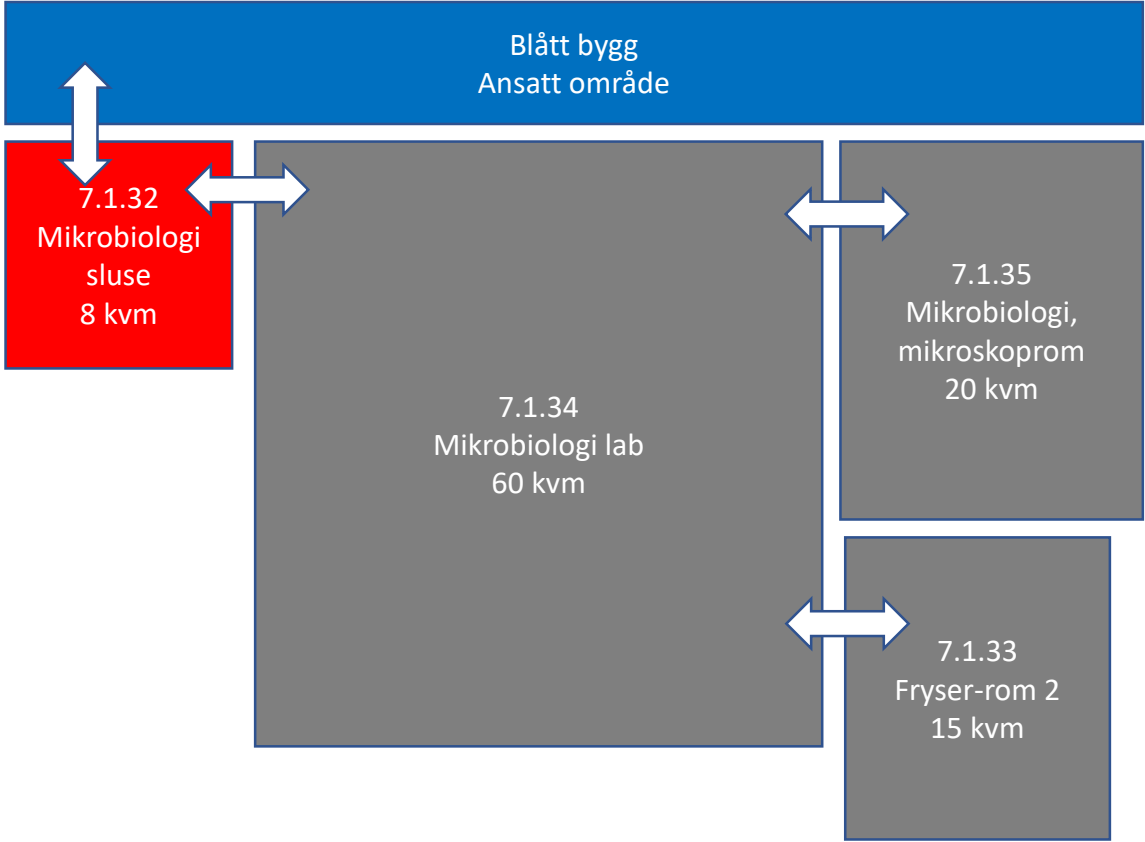 Blått bygg
Ansatt område
7.1.32
Mikrobiologi
sluse
8 kvm
7.1.34
Mikrobiologi lab
60 kvm
7.1.35
Mikrobiologi,
mikroskoprom
20 kvm
7.1.33
Fryser-rom 2
15 kvm